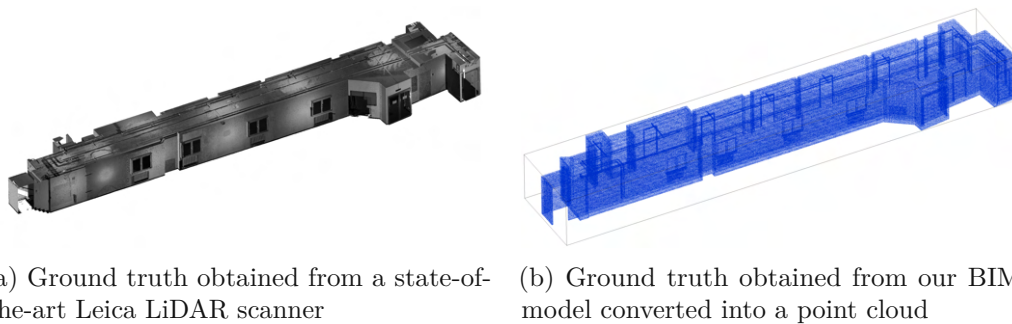 a) Ground truth obtained from a state-of-
he-art Leica LiDAR scanner
(b) Ground truth obtained from our BIM
model converted into a point cloud